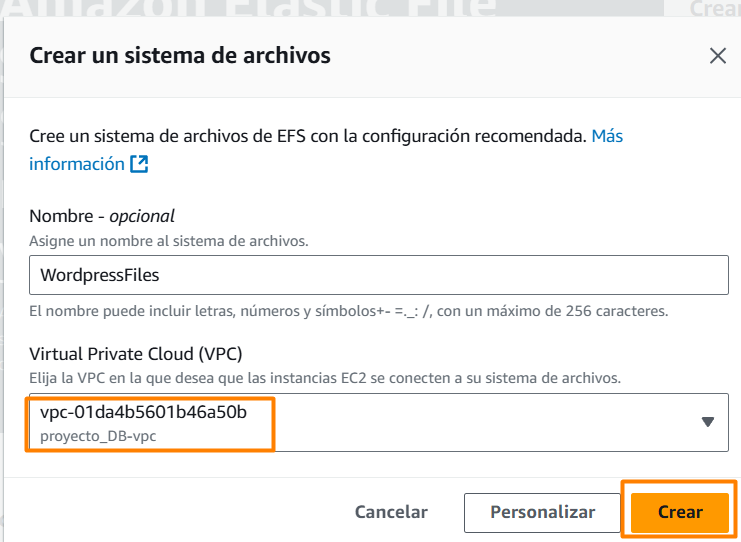 Amazon Elastic File
Crear
Crear un sistema de archivos
Cree un sistema de archivos de EFS con la configuración recomendada. Más
información
Nombre - opcional
Asigne un nombre al sistema de archivos.
WordpressFiles
El nombre puede incluir letras, números y símbolos+- =._: /, con un máximo de 256 caracteres.
Virtual Private Cloud (VPC)
Elija la VPC en la que desea que las instancias EC2 se conecten a su sistema de archivos.
vpc-01da4b5601b46a50b
proyecto_DB-vpc
Cancelar
Personalizar
Crear